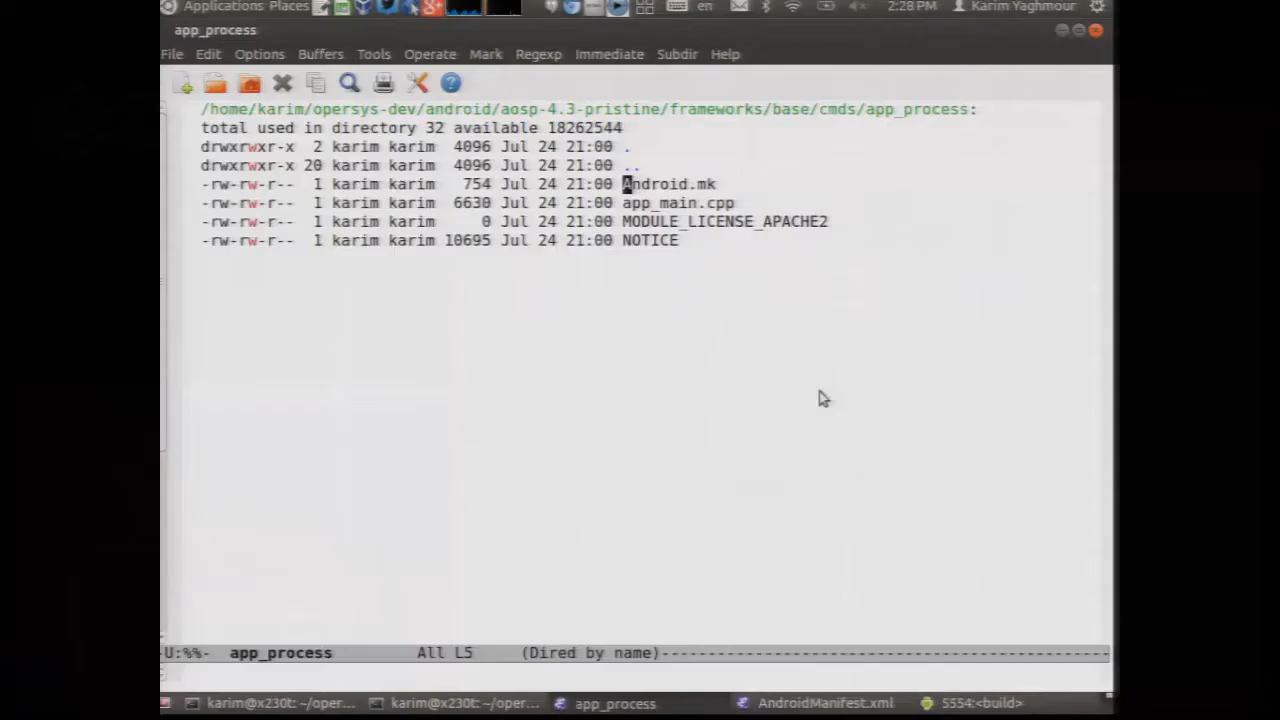 Applications Places en 2:28 PM Karim Yaghmour
app_process
File Edit Options Buffers Tools Operate Mark Regexp Immediate Subdir Help
/home/karim/opersys-dev/android/aosp-4.3-pristine/frameworks/base/cmds/app_process:
total used in directory 32 available 18262544
drwxrwxr-x 2 karim karim 4096 Jul 24 21:00 .
drwxrwxr-x 20 karim karim 4096 Jul 24 21:00 ..
-rw-rw-r-- 1 karim karim 754 Jul 24 21:00 Android.mk
-rw-rw-r-- 1 karim karim 6630 Jul 24 21:00 app_main.cpp
-rw-rw-r-- 1 karim karim 0 Jul 24 21:00 MODULE_LICENSE_APACHE2
-rw-rw-r-- 1 karim karim 10695 Jul 24 21:00 NOTICE
-U:%%- app_process All L5 (Dired by name)----------------------------------------
karim@x230t: ~/oper... karim@x230t: ~/oper... app_process AndroidManifest.xml 5554:<build>